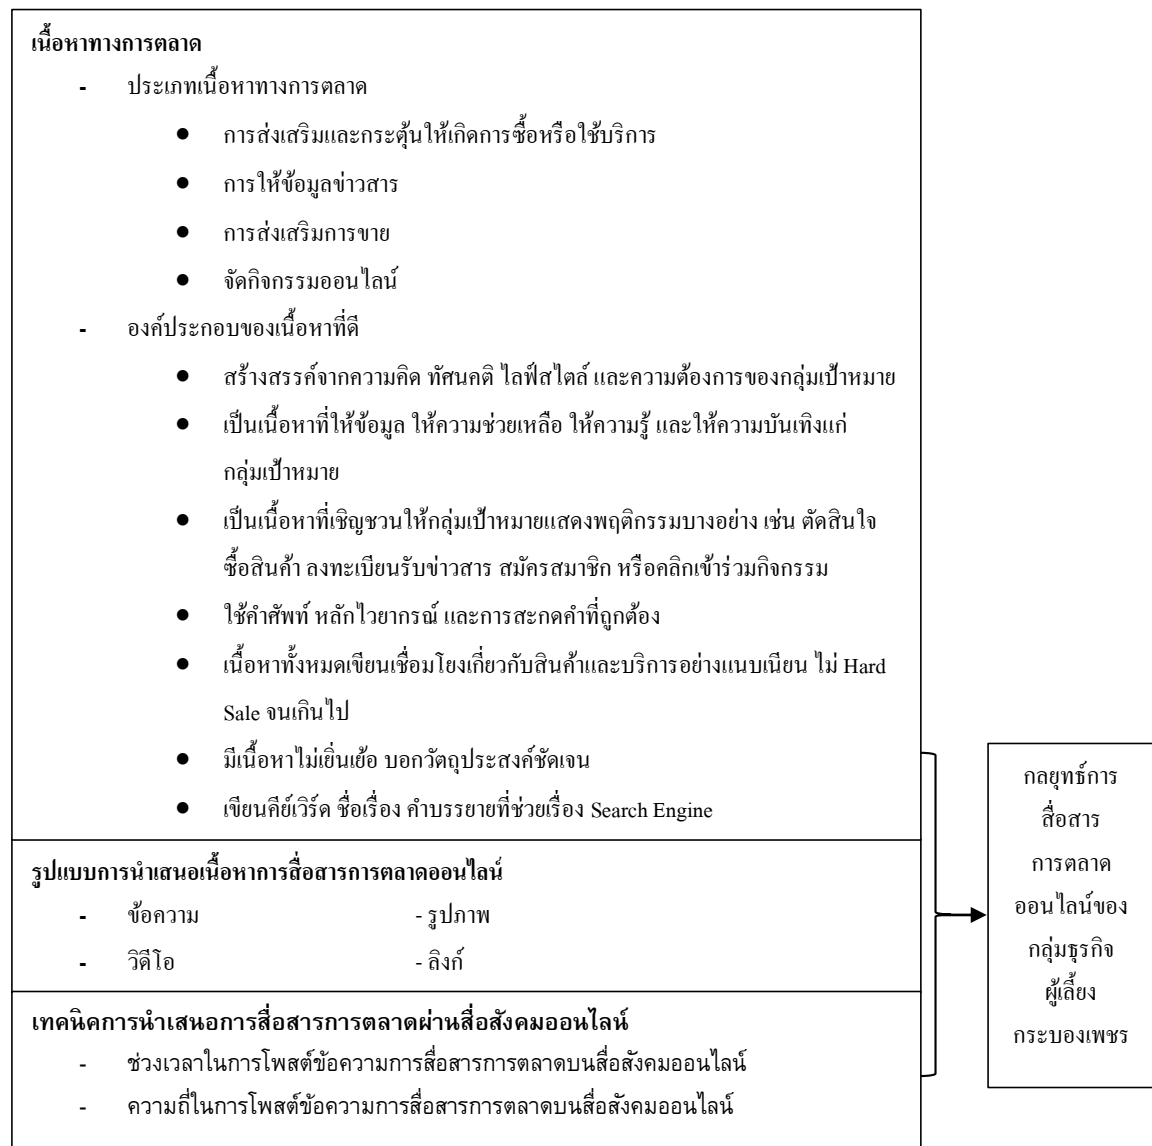 เนื้อหาทางการตลาด
- ประเภทเนื้อหาทางการตลาด
● การส่งเสริมและกระตุ้นให้เกิดการซื้อหรือใช้บริการ
● การให้ข้อมูลข่าวสาร
● การส่งเสริมการขาย
● จัดกิจกรรมออนไลน์
- องค์ประกอบของเนื้อหาที่ดี
● สร้างสรรค์จากความคิด ทัศนคติ ไลฟ์สไตล์ และความต้องการของกลุ่มเป้าหมาย
● เป็นเนื้อหาที่ให้ข้อมูล ให้ความช่วยเหลือ ให้ความรู้ และให้ความบันเทิงแก่
กลุ่มเป้าหมาย
● เป็นเนื้อหาที่เชิญชวนให้กลุ่มเป้าหมายแสดงพฤติกรรมบางอย่าง เช่น ตัดสินใจ
ซื้อสินค้า ลงทะเบียนรับข่าวสาร สมัครสมาชิก หรือคลิกเข้าร่วมกิจกรรม
● ใช้คำศัพท์ หลักไวยากรณ์ และการสะกดคำที่ถูกต้อง
● เนื้อหาทั้งหมดเขียนเชื่อมโยงเกี่ยวกับสินค้าและบริการอย่างแนบเนียน ไม่ Hard
Sale จนเกินไป
● มีเนื้อหาไม่เยิ่นเย้อ บอกวัตถุประสงค์ชัดเจน
● เขียนคีย์เวิร์ด ชื่อเรื่อง คำบรรยายที่ช่วยเรื่อง Search Engine
รูปแบบการนำเสนอเนื้อหาการสื่อสารการตลาดออนไลน์
- ข้อความ - รูปภาพ
- วิดีโอ - ลิงก์
เทคนิคการนำเสนอการสื่อสารการตลาดผ่านสื่อสังคมออนไลน์
- ช่วงเวลาในการโพสต์ข้อความการสื่อสารการตลาดบนสื่อสังคมออนไลน์
- ความถี่ในการโพสต์ข้อความการสื่อสารการตลาดบนสื่อสังคมออนไลน์
กลยุทธ์การ
สื่อสาร
การตลาด
ออนไลน์ของ
กลุ่มธุรกิจ
ผู้เลี้ยง
กระบองเพชร